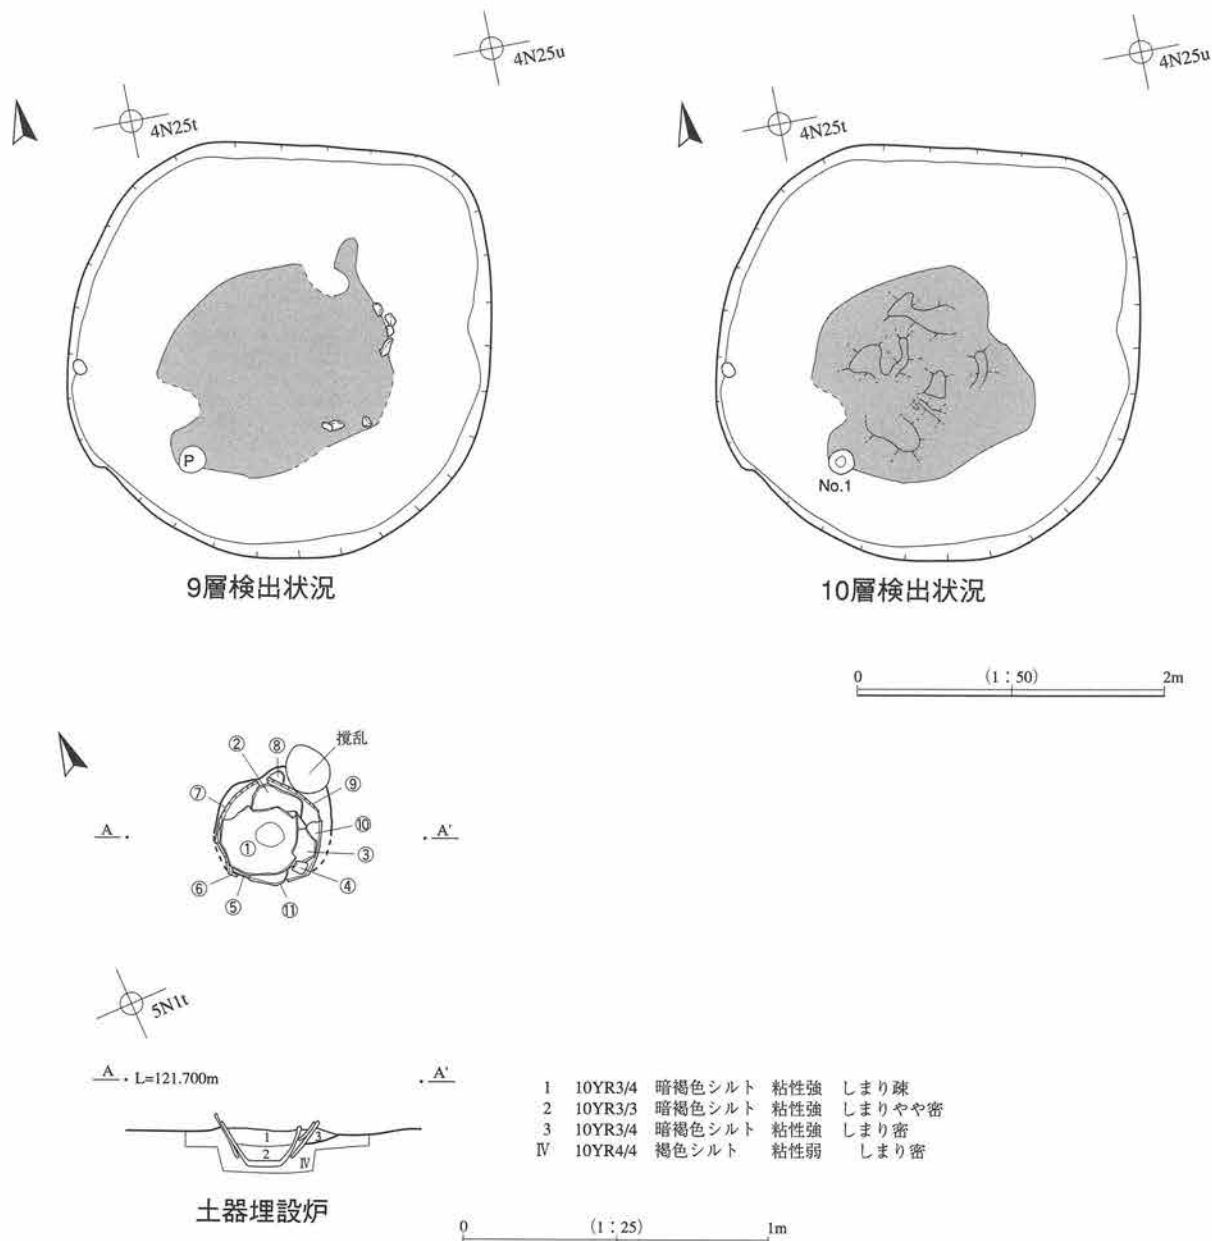 4N25u
4N25t
4N25u
4N25t
P
No.1
9層検出状況
10層検出状況
0 (1：50) 2m
② ⑧ 撹乱
⑦ ⑨
A A'
⑩
① ③
⑥ ④
⑤ ⑪
5N1t
A L=121.700m A'
1 10YR3/4 暗褐色シルト 粘性強 しまり疎
2 10YR3/3 暗褐色シルト 粘性強 しまりやや密
3 10YR3/4 暗褐色シルト 粘性強 しまり密
Ⅳ 10YR4/4 褐色シルト 粘性弱 しまり密
1 3
2 Ⅳ
土器埋設炉
0 (1：25) 1m